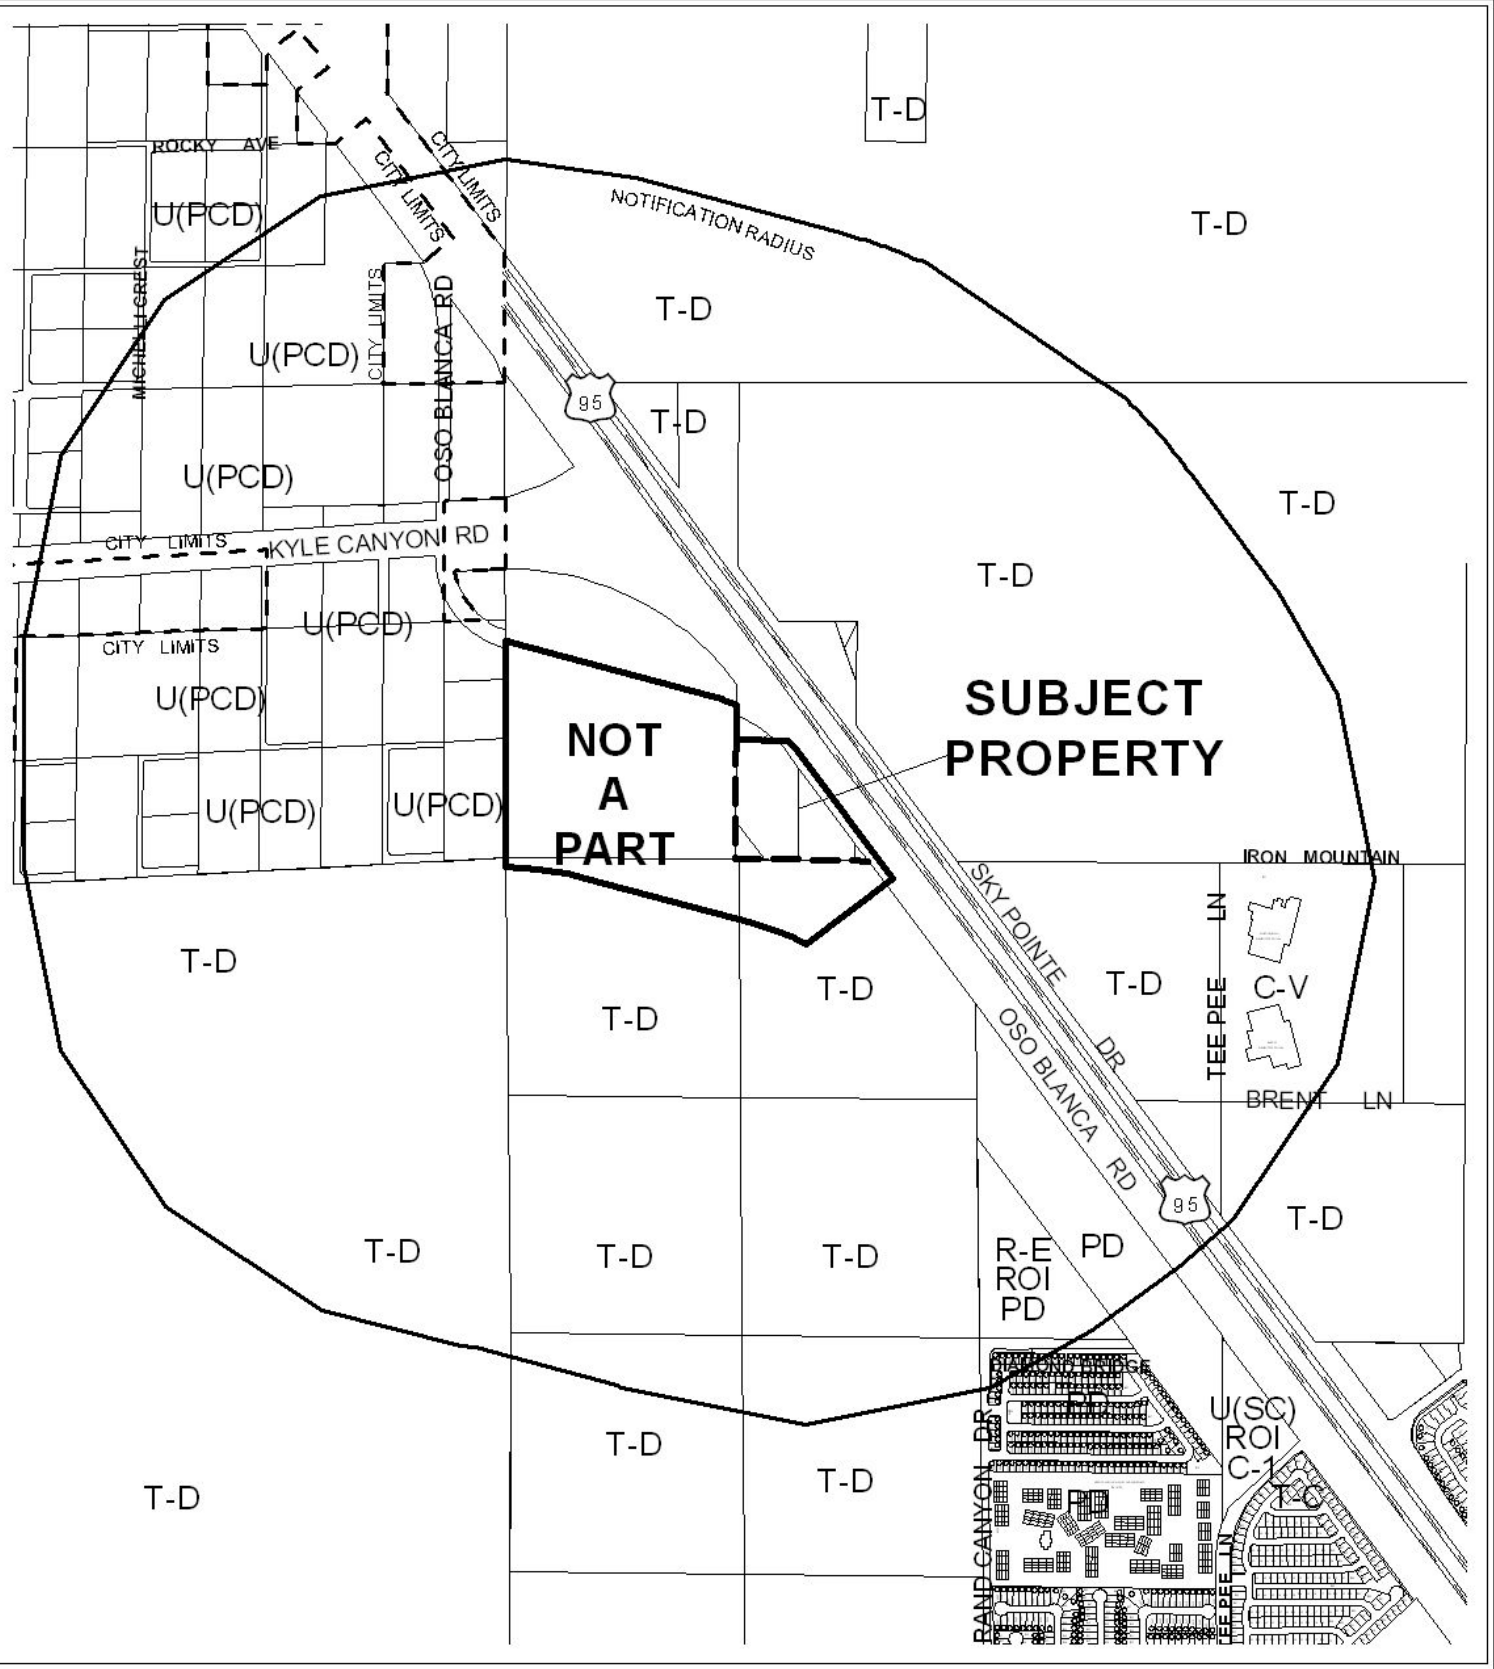 T-D
ROCKY AVE
CITY LIMITS
CITY LIMITS
NOTIFICATION RADIUS
U(PCD)
T-D
MICHELLI CREST
CITY LIMITS
OSO BLANCA RD
T-D
U(PCD)
95
T-D
U(PCD)
T-D
CITY LIMITS
KYLE CANYON RD
T-D
U(PCD)
CITY LIMITS
U(PCD)
SUBJECT
PROPERTY
NOT
A
PART
U(PCD)
U(PCD)
IRON MOUNTAIN
SKY POINTE DR
TEE PEE LN
T-D
T-D
T-D
C-V
T-D
OSO BLANCA RD
BRENT LN
95
T-D
T-D
T-D
T-D
R-E
ROI
PD
PD
DIAMOND BRIDGE
PD
U(SC)
ROI
C-1
T-D
T-D
T-D
RAND CANYON DR
PD
T-C
TEE PEE LN